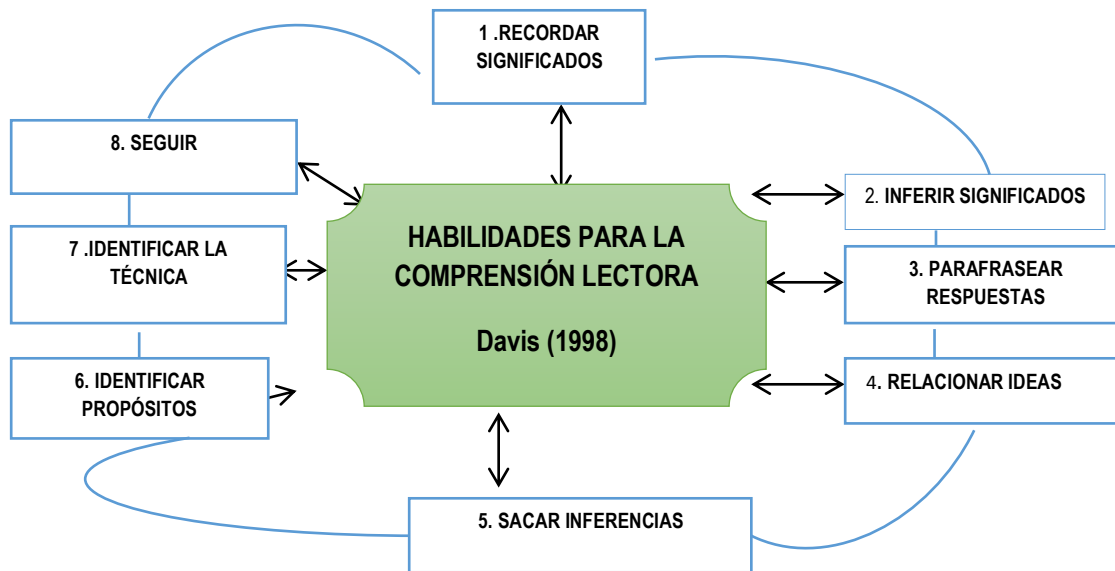 1 .RECORDAR
SIGNIFICADOS
2. INFERIR SIGNIFICADOS
3. PARAFRASEAR
RESPUESTAS
4. RELACIONAR IDEAS
5. SACAR INFERENCIAS
6. IDENTIFICAR
PROPÓSITOS
7 .IDENTIFICAR LA
TÉCNICA
8. SEGUIR
HABILIDADES PARA LA
COMPRENSIÓN LECTORA
Davis (1998)